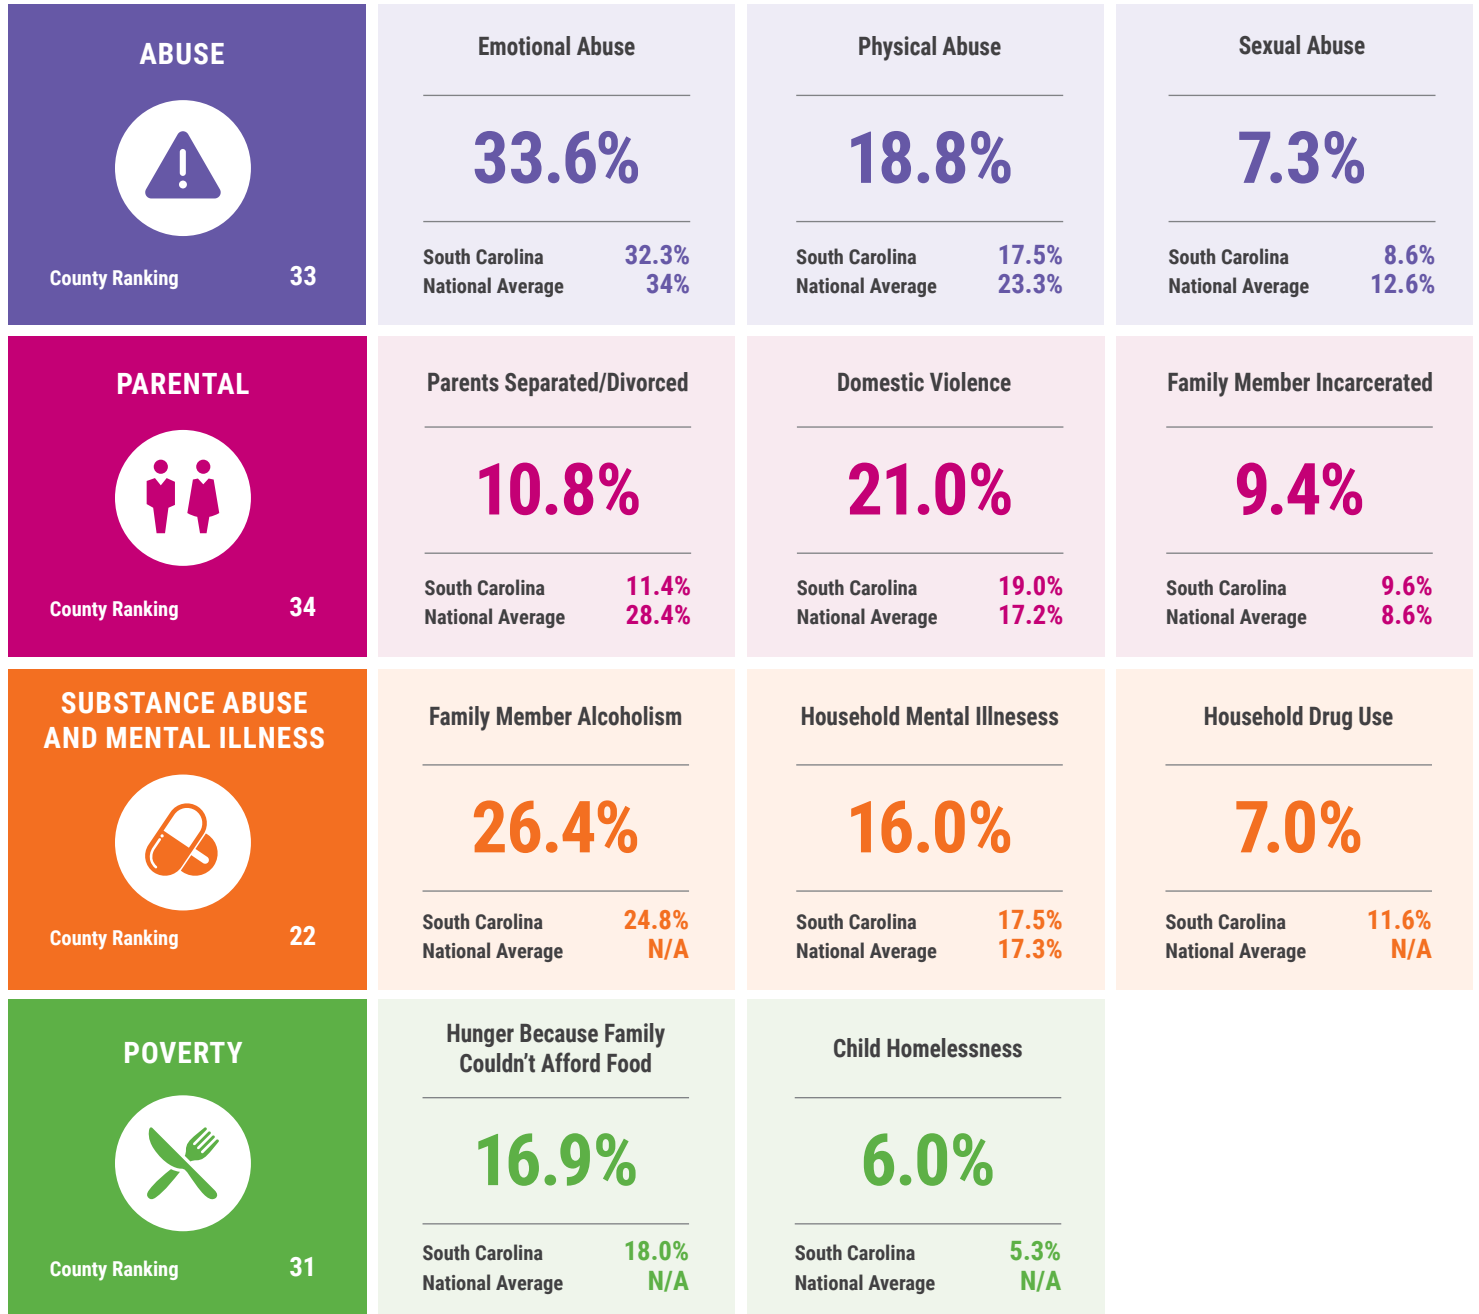 ABUSE
County Ranking 33
Emotional Abuse
33.6%
South Carolina 32.3%
National Average 34%
Physical Abuse
18.8%
South Carolina 17.5%
National Average 23.3%
Sexual Abuse
7.3%
South Carolina 8.6%
National Average 12.6%
PARENTAL
County Ranking 34
Parents Separated/Divorced
10.8%
South Carolina 11.4%
National Average 28.4%
Domestic Violence
21.0%
South Carolina 19.0%
National Average 17.2%
Family Member Incarcerated
9.4%
South Carolina 9.6%
National Average 8.6%
SUBSTANCE ABUSE
AND MENTAL ILLNESS
County Ranking 22
Family Member Alcoholism
26.4%
South Carolina 24.8%
National Average N/A
Household Mental Illnesess
16.0%
South Carolina 17.5%
National Average 17.3%
Household Drug Use
7.0%
South Carolina 11.6%
National Average N/A
POVERTY
County Ranking 31
Hunger Because Family
Couldn’t Afford Food
16.9%
South Carolina 18.0%
National Average N/A
Child Homelessness
6.0%
South Carolina 5.3%
National Average N/A